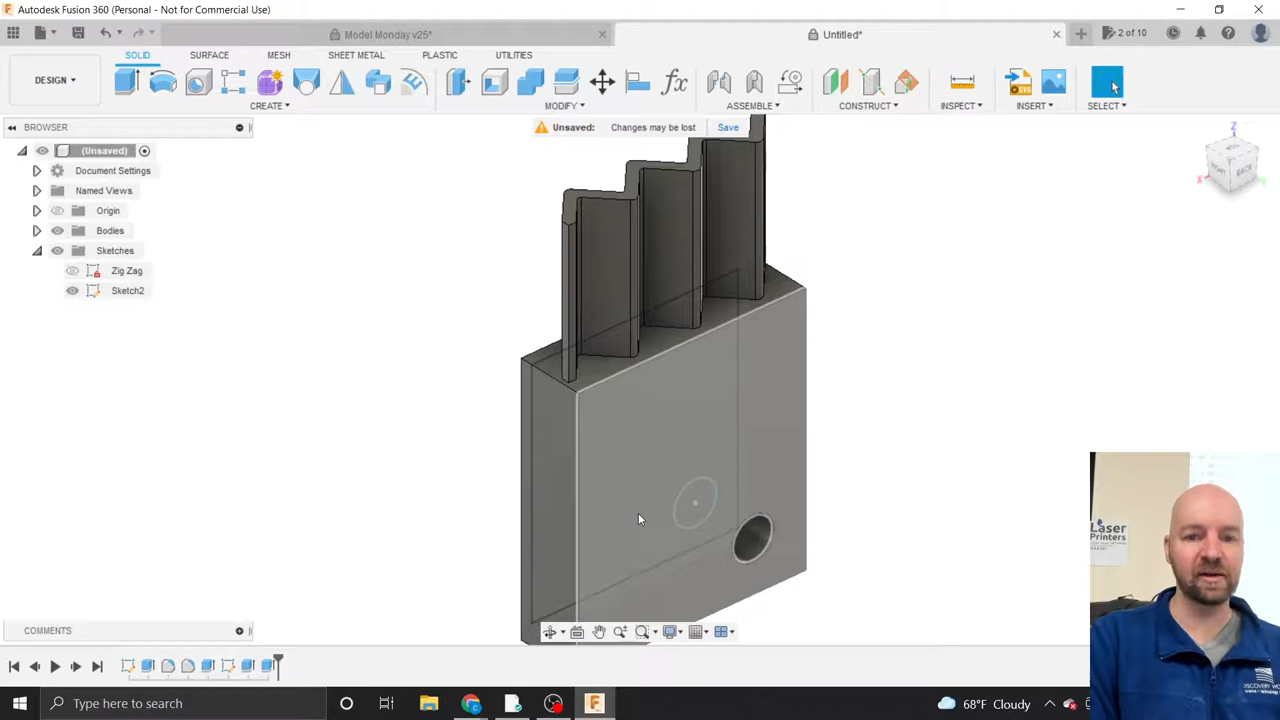 Autodesk Fusion 360 (Personal - Not for Commercial Use)
Model Monday v25*
Untitled*
2 of 10
SOLID
SURFACE
MESH
SHEET METAL
PLASTIC
UTILITIES
DESIGN
CREATE
MODIFY
ASSEMBLE
CONSTRUCT
INSPECT
INSERT
SELECT
fx
BROWSER
Unsaved: Changes may be lost
Save
(Unsaved)
Document Settings
Named Views
Origin
Bodies
Sketches
Zig Zag
Sketch2
Z
X
RIGHT
BACK
Laser
Printers
COMMENTS
Type here to search
68°F Cloudy